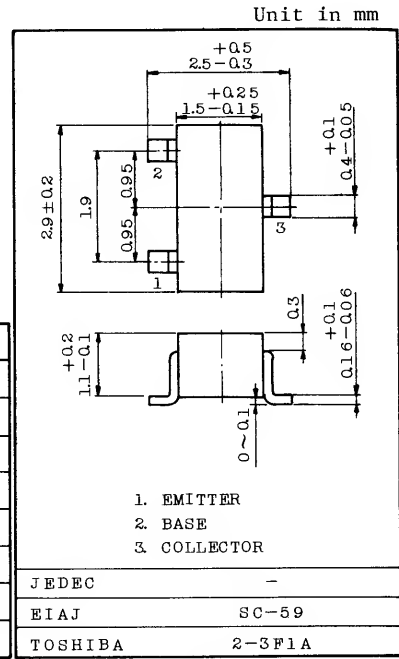 Unit in mm
+0.5
2.5-0.3
+0.25
1.5-0.15
2.9±0.2
1.9
0.95
0.95
2
1
3
+0.1
0.4-0.05
+0.2
1.1-0.1
0.3
+0.1
0.16-0.06
0~0.1
1. EMITTER
2. BASE
3. COLLECTOR
JEDEC -
EIAJ SC-59
TOSHIBA 2-3F1A